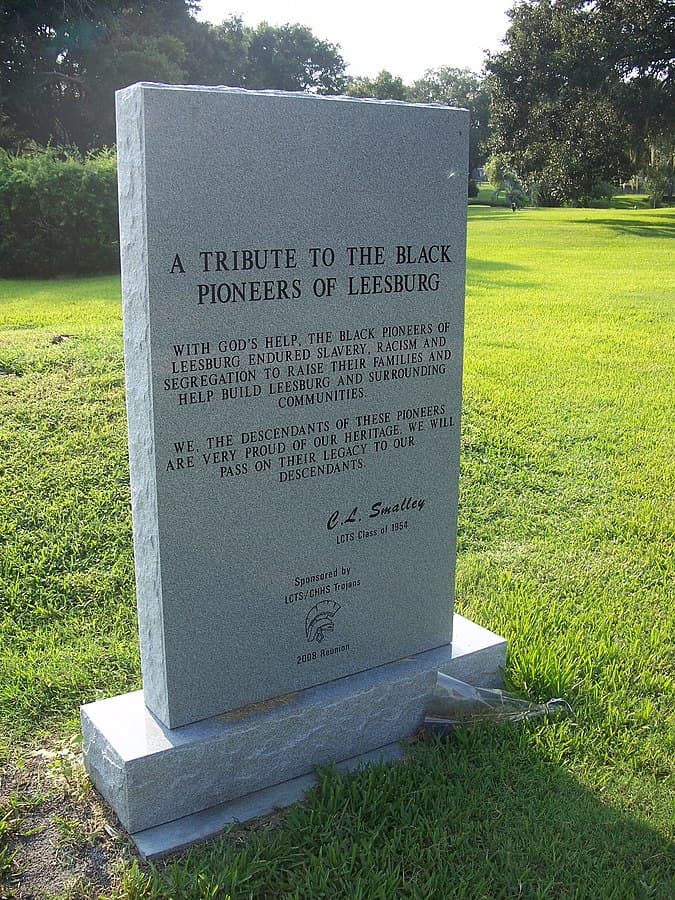 A TRIBUTE TO THE BLACK
PIONEERS OF LEESBURG
WITH GOD'S HELP, THE BLACK PIONEERS OF
LEESBURG ENDURED SLAVERY, RACISM AND
SEGREGATION TO RAISE THEIR FAMILIES AND
HELP BUILD LEESBURG AND SURROUNDING
COMMUNITIES.
WE, THE DESCENDANTS OF THESE PIONEERS
ARE VERY PROUD OF OUR HERITAGE. WE WILL
PASS ON THEIR LEGACY TO OUR
DESCENDANTS.
C.L. Smalley
LCTS Class of 1954
Sponsored by
LCTS/CHHS Trojans
2008 Reunion